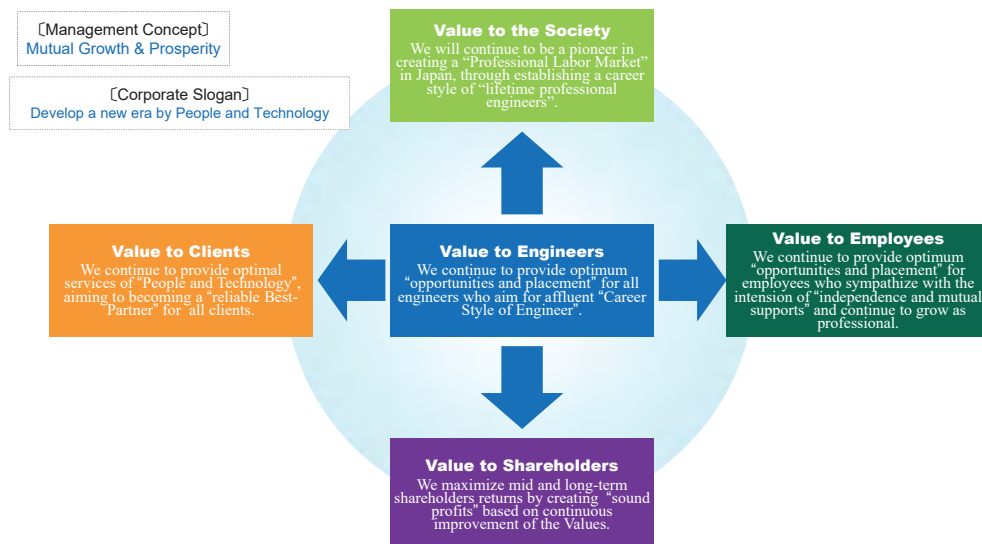 〔Management Concept〕
Mutual Growth & Prosperity
〔Corporate Slogan〕
Develop a new era by People and Technology
Value to the Society
We will continue to be a pioneer in
creating a “Professional Labor Market”
in Japan, through establishing a career
style of “lifetime professional
engineers”.
Value to Clients
We continue to provide optimal
services of “People and Technology”,
aiming to becoming a “reliable Best-
Partner” for “all clients.
Value to Engineers
We continue to provide optimum
“opportunities and placement” for all
engineers who aim for affluent “Career
Style of Engineer”.
Value to Employees
We continue to provide optimum
“opportunities and placement” for
employees who sympathize with the
intension of “independence and mutual
supports” and continue to grow as
professional.
Value to Shareholders
We maximize mid and long-term
shareholders returns by creating “sound
profits” based on continuous
improvement of the Values.